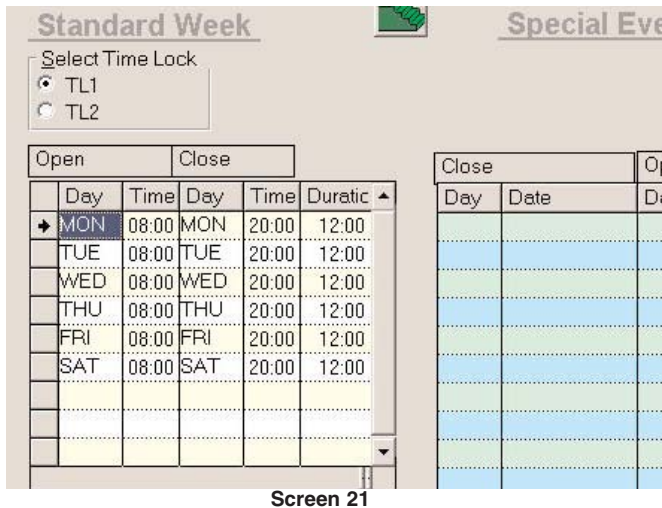 Standard Week
Special Eve
Select Time Lock
TL1
TL2
Open Close
Day Time Day Time Duratic
MON 08:00 MON 20:00 12:00
TUE 08:00 TUE 20:00 12:00
WED 08:00 WED 20:00 12:00
THU 08:00 THU 20:00 12:00
FRI 08:00 FRI 20:00 12:00
SAT 08:00 SAT 20:00 12:00
Close Op
Day Date Da
Screen 21